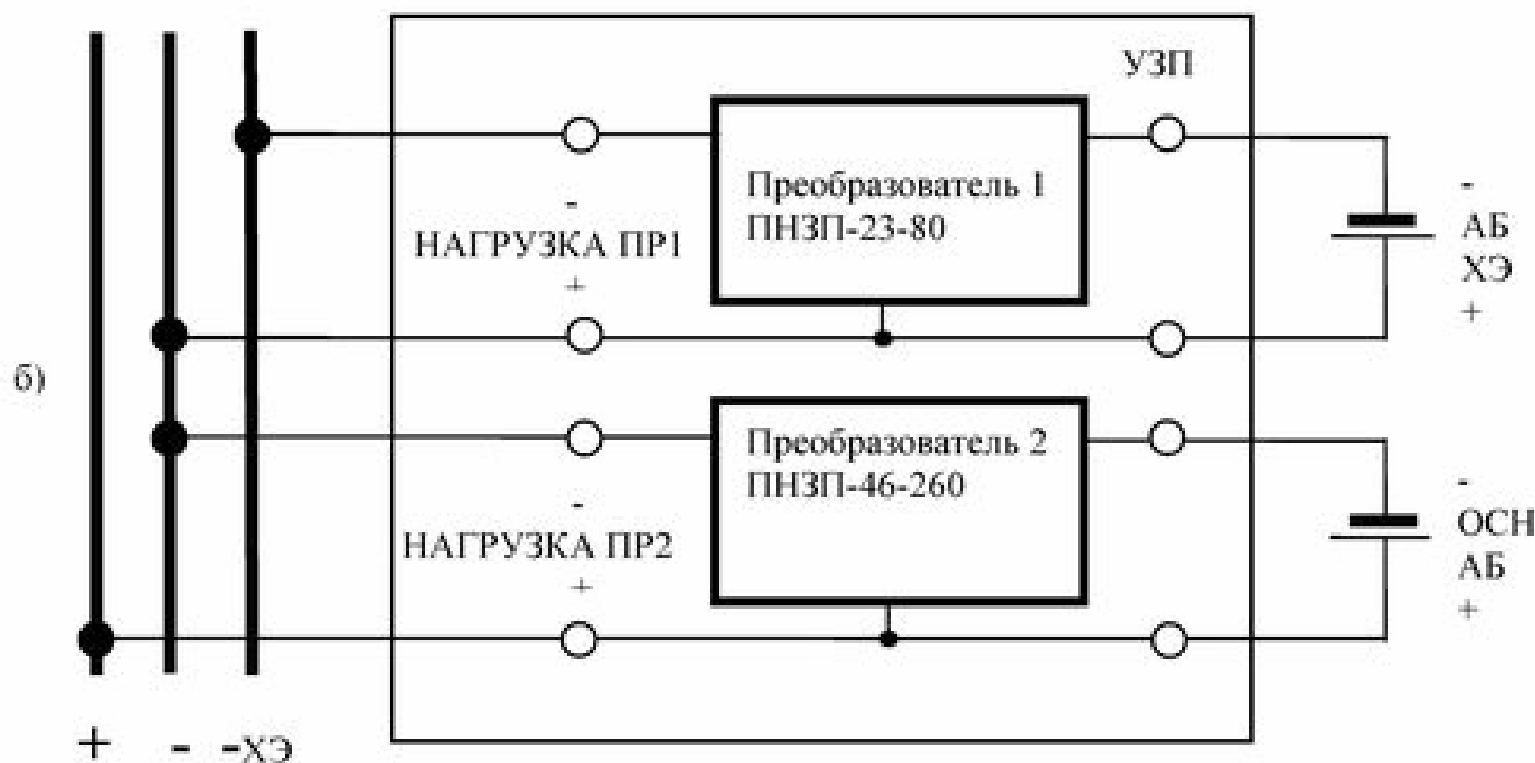 УЗП
Преобразователь 1
ПНЗП-23-80
-
НАГРУЗКА ПР1
+
-
АБ
ХЭ
+
б)
Преобразователь 2
ПНЗП-46-260
-
НАГРУЗКА ПР2
+
-
ОСН
АБ
+
+ - -ХЭ